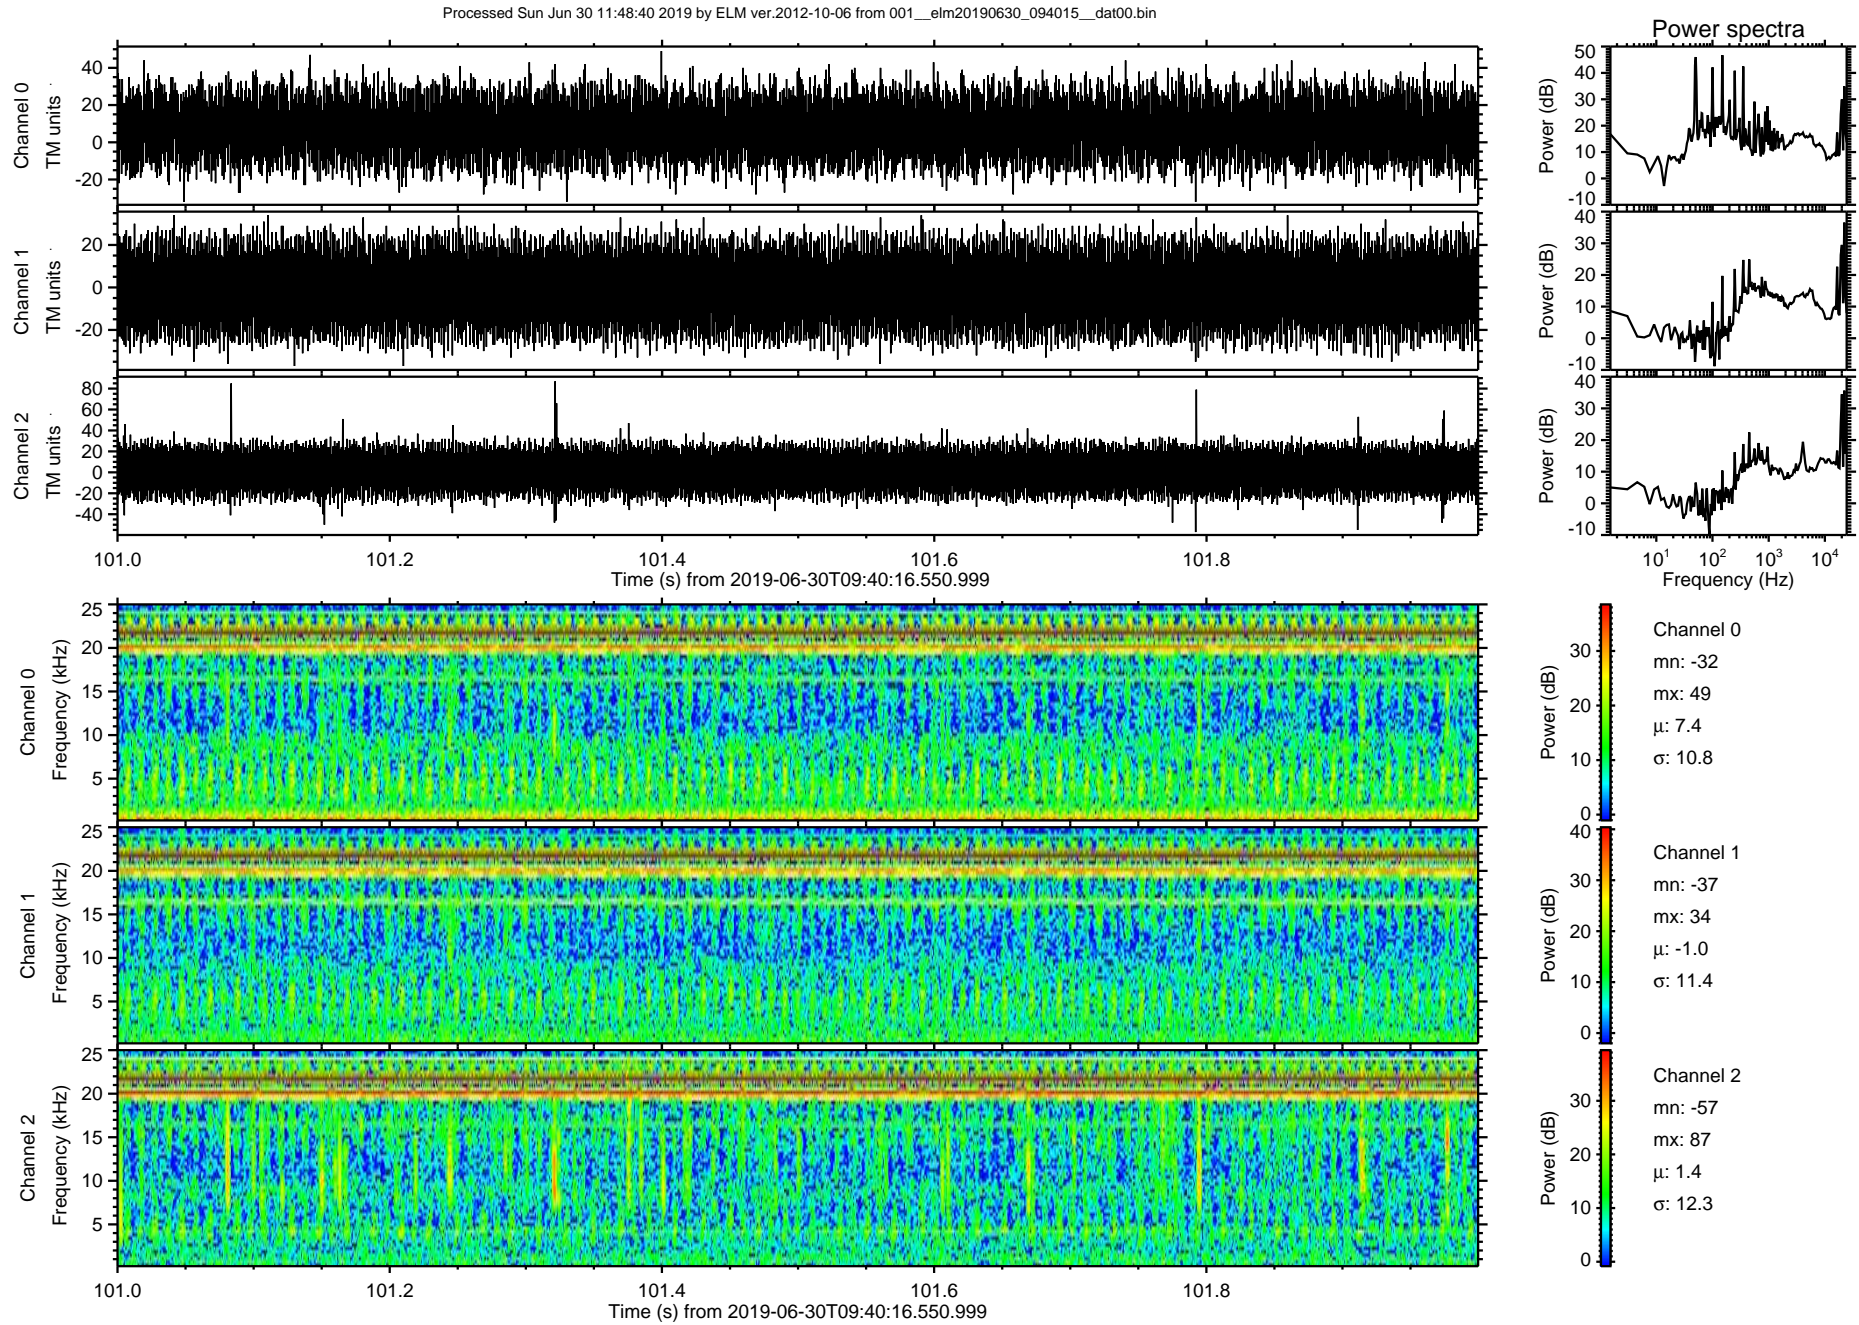 Processed Sun Jun 30 11:48:40 2019 by ELM ver.2012-10-06 from 001__elm20190630_094015__dat00.bin
Power spectra
Channel 0
TM units
40
20
0
-20
Power (dB)
50
40
30
20
10
0
-10
Channel 1
TM units
20
0
-20
Power (dB)
40
30
20
10
0
-10
Channel 2
TM units
80
60
40
20
0
-20
-40
Power (dB)
40
30
20
10
0
-10
101.0 101.2 101.4 101.6 101.8
Time (s) from 2019-06-30T09:40:16.550.999
10^1 10^2 10^3 10^4
Frequency (Hz)
Channel 0
Frequency (kHz)
25
20
15
10
5
Power (dB)
30
20
10
0
Channel 0
mn: -32
mx: 49
μ: 7.4
σ: 10.8
Channel 1
Frequency (kHz)
25
20
15
10
5
Power (dB)
40
30
20
10
0
Channel 1
mn: -37
mx: 34
μ: -1.0
σ: 11.4
Channel 2
Frequency (kHz)
25
20
15
10
5
Power (dB)
30
20
10
0
Channel 2
mn: -57
mx: 87
μ: 1.4
σ: 12.3
101.0 101.2 101.4 101.6 101.8
Time (s) from 2019-06-30T09:40:16.550.999